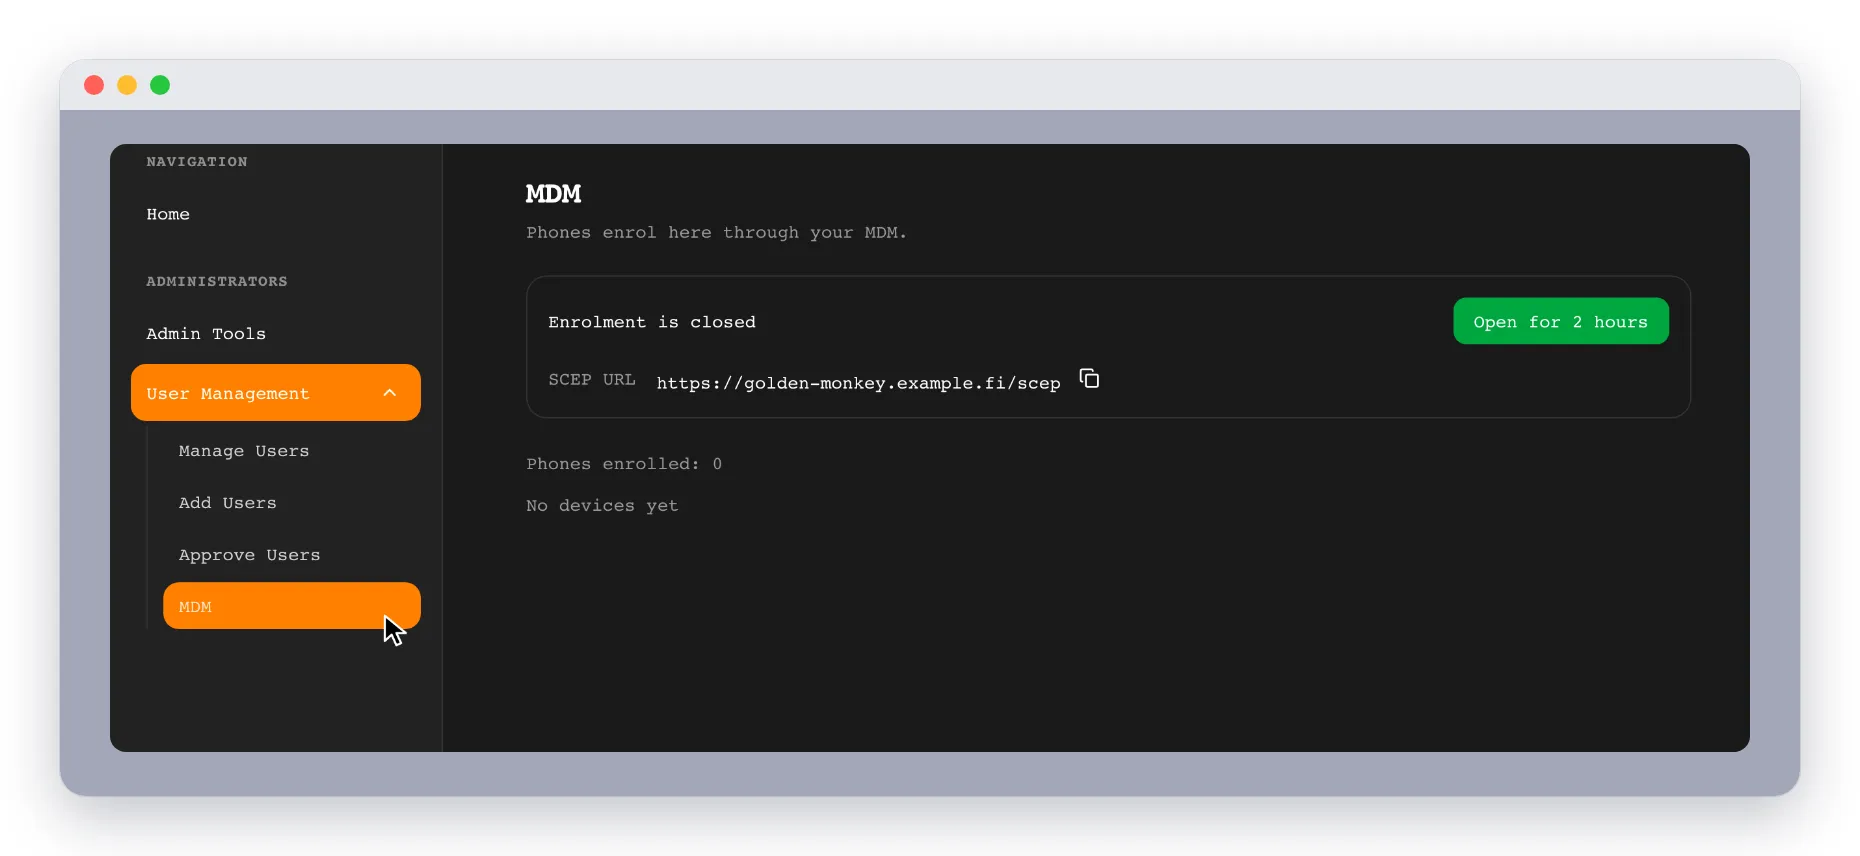 NAVIGATION
Home
ADMINISTRATORS
Admin Tools
User Management
Manage Users
Add Users
Approve Users
MDM
MDM
Phones enrol here through your MDM.
Enrolment is closed
Open for 2 hours
SCEP URL https://golden-monkey.example.fi/scep
Phones enrolled: 0
No devices yet